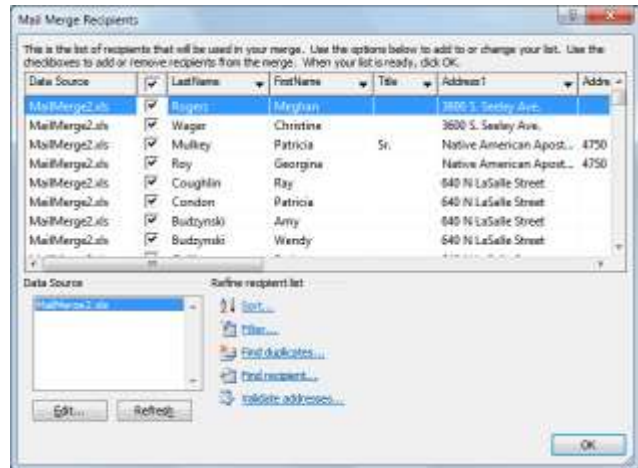 Mail Merge Recipients
This is the list of recipients that will be used in your merge. Use the options below to add to or change your list. Use the
checkboxes to add or remove recipients from the merge. When your list is ready, click OK.
Data Source LastName FirstName Title Address1 Addre
MailMerge2.xls Rogers Meghan 3600 S. Seeley Ave.
MailMerge2.xls Wager Christine 3600 S. Seeley Ave.
MailMerge2.xls Mulkey Patricia Sr. Native American Apost... 4750
MailMerge2.xls Roy Georgina Native American Apost... 4750
MailMerge2.xls Coughlin Ray 640 N LaSalle Street
MailMerge2.xls Condon Patricia 640 N LaSalle Street
MailMerge2.xls Budzynski Amy 640 N LaSalle Street
MailMerge2.xls Budzynski Wendy 640 N LaSalle Street
Data Source
MailMerge2.xls
Refine recipient list
Sort...
Filter...
Find duplicates...
Find recipient...
Validate addresses...
Edit... Refresh
OK